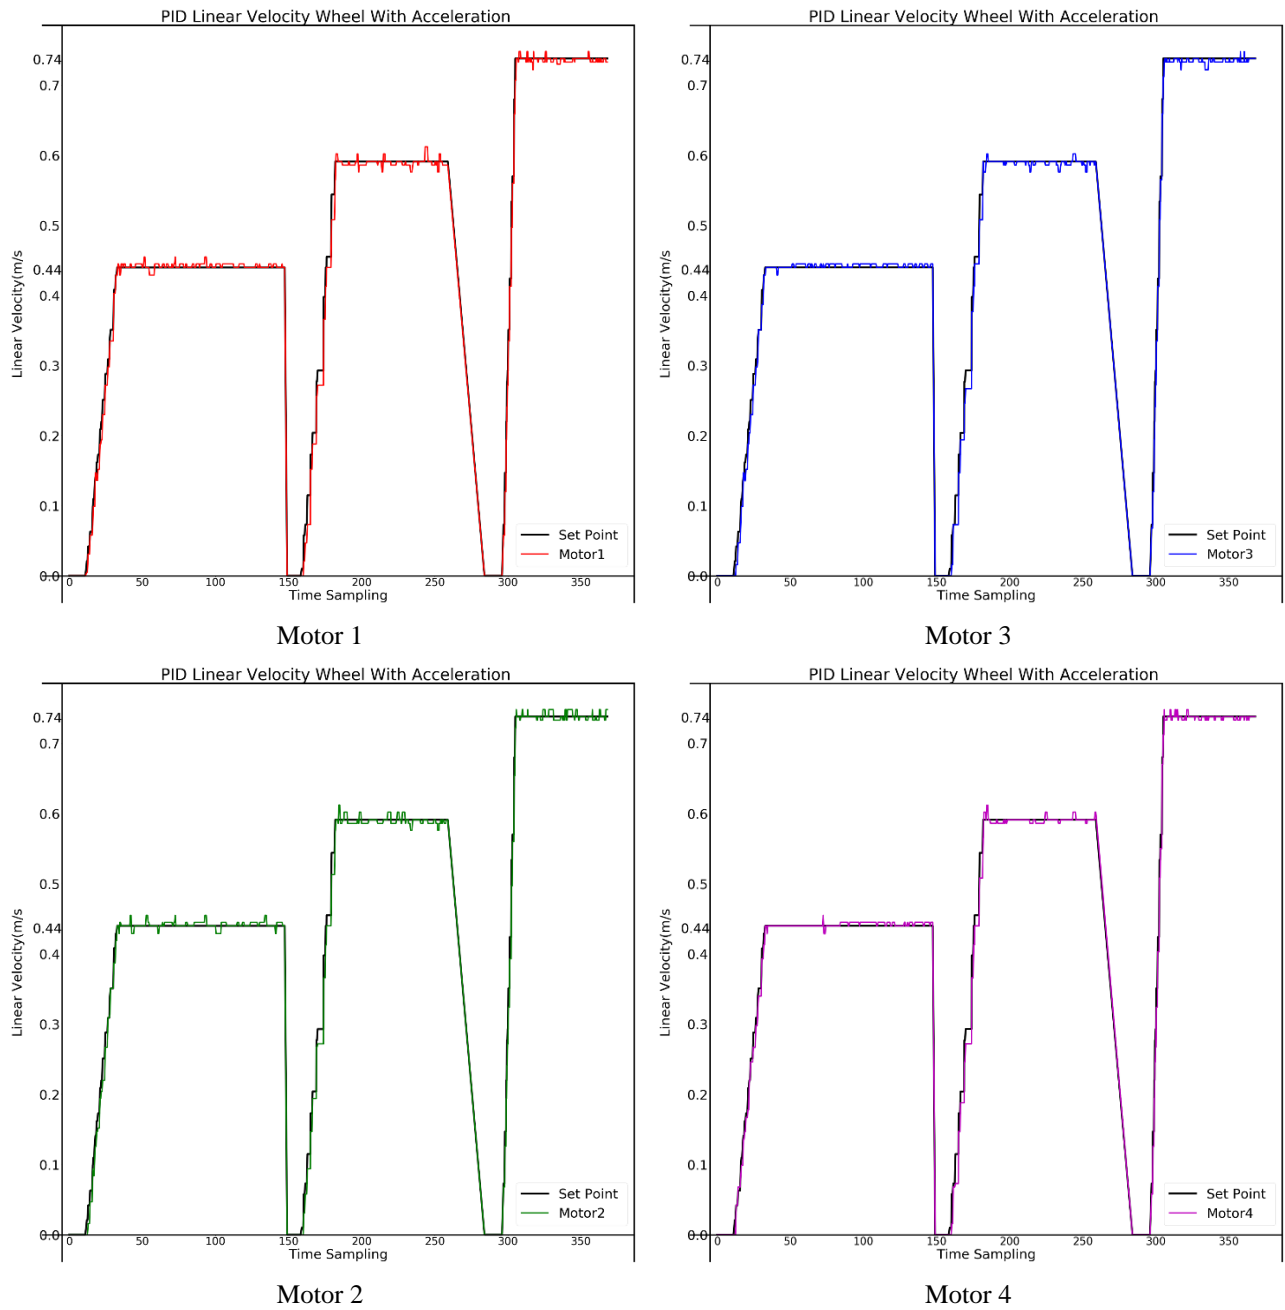 PID Linear Velocity Wheel With Acceleration
0.74
0.7
0.6
0.5
0.44
0.4
0.3
0.2
0.1
0.0
Linear Velocity(m/s
Set Point
Motor1
0 50 100 150 200 250 300 350
Time Sampling
Motor 1
PID Linear Velocity Wheel With Acceleration
0.74
0.7
0.6
0.5
0.44
0.4
0.3
0.2
0.1
0.0
Linear Velocity(m/s
Set Point
Motor3
0 50 100 150 200 250 300 350
Time Sampling
Motor 3
PID Linear Velocity Wheel With Acceleration
0.74
0.7
0.6
0.5
0.44
0.4
0.3
0.2
0.1
0.0
Linear Velocity(m/s
Set Point
Motor2
0 50 100 150 200 250 300 350
Time Sampling
Motor 2
PID Linear Velocity Wheel With Acceleration
0.74
0.7
0.6
0.5
0.44
0.4
0.3
0.2
0.1
0.0
Linear Velocity(m/s
Set Point
Motor4
0 50 100 150 200 250 300 350
Time Sampling
Motor 4